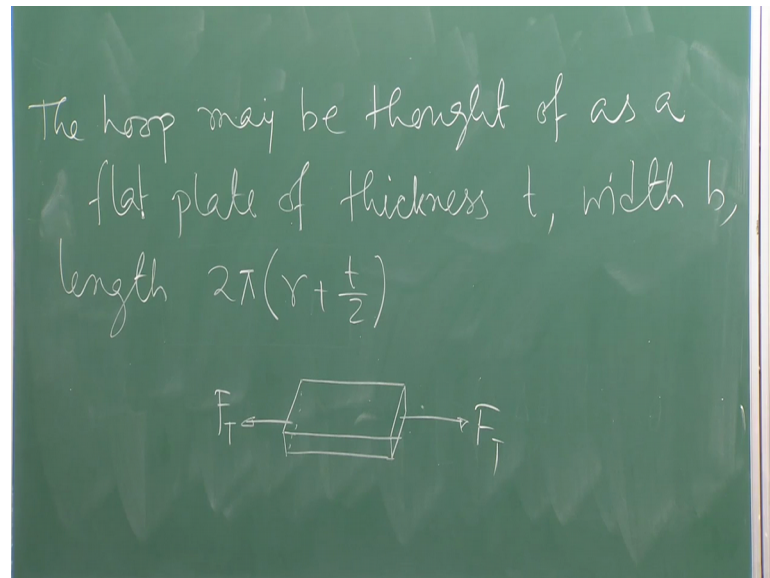 The hoop may be thought of as a
flat plate of thickness t, width b,
length 2π(r + t/2)
F_T F_T